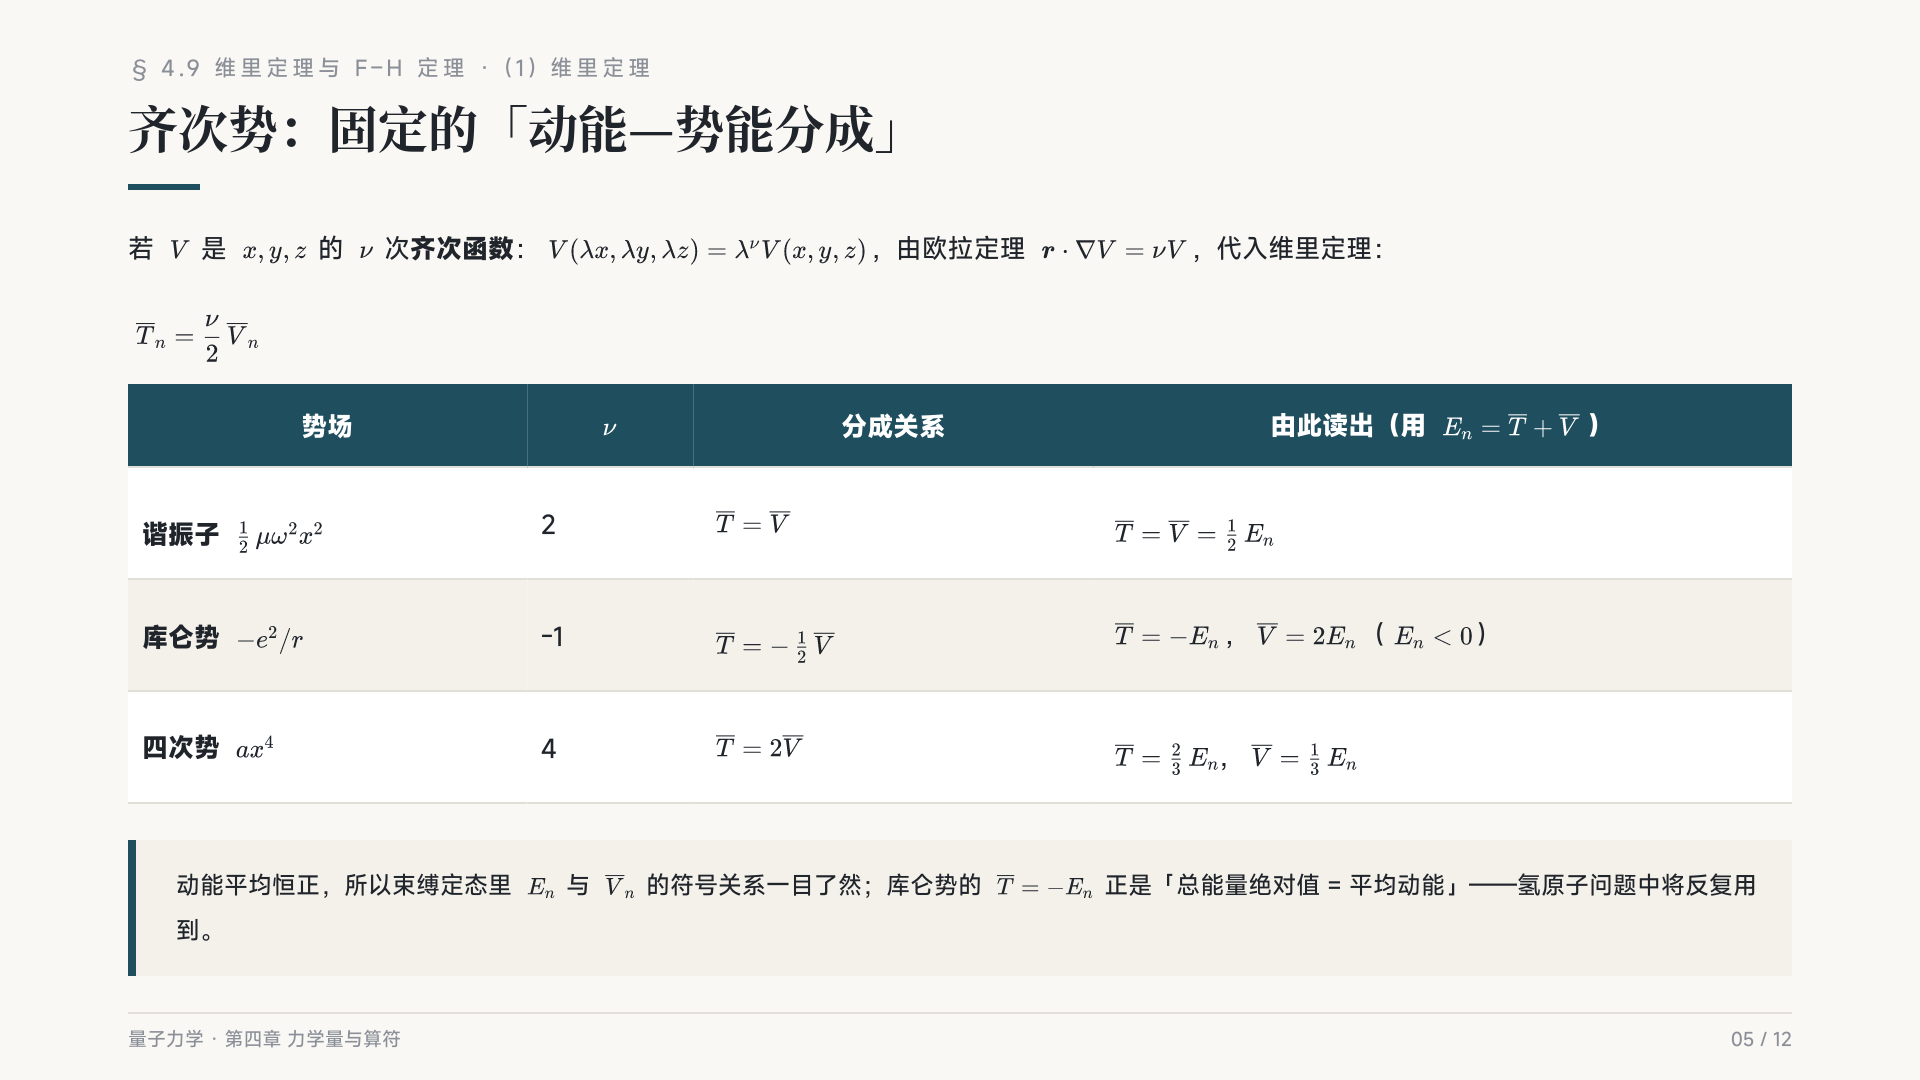 § 4.9 维里定理与 F–H 定理 · (1) 维里定理
齐次势：固定的「动能—势能分成」
若 V 是 x, y, z 的 ν 次齐次函数： V(λx, λy, λz) = λ^ν V(x, y, z)，由欧拉定理 r · ∇V = νV，代入维里定理：
T̅_n = ν/2 V̅_n
势场 ν 分成关系 由此读出（用 E_n = T̅ + V̅）
谐振子 1/2 μω²x² 2 T̅ = V̅ T̅ = V̅ = 1/2 E_n
库仑势 −e²/r −1 T̅ = − 1/2 V̅ T̅ = −E_n， V̅ = 2E_n（E_n < 0）
四次势 ax⁴ 4 T̅ = 2V̅ T̅ = 2/3 E_n， V̅ = 1/3 E_n
动能平均恒正，所以束缚定态里 E_n 与 V̅_n 的符号关系一目了然；库仑势的 T̅ = −E_n 正是「总能量绝对值 = 平均动能」——氢原子问题中将反复用
到。
量子力学 · 第四章 力学量与算符
05 / 12